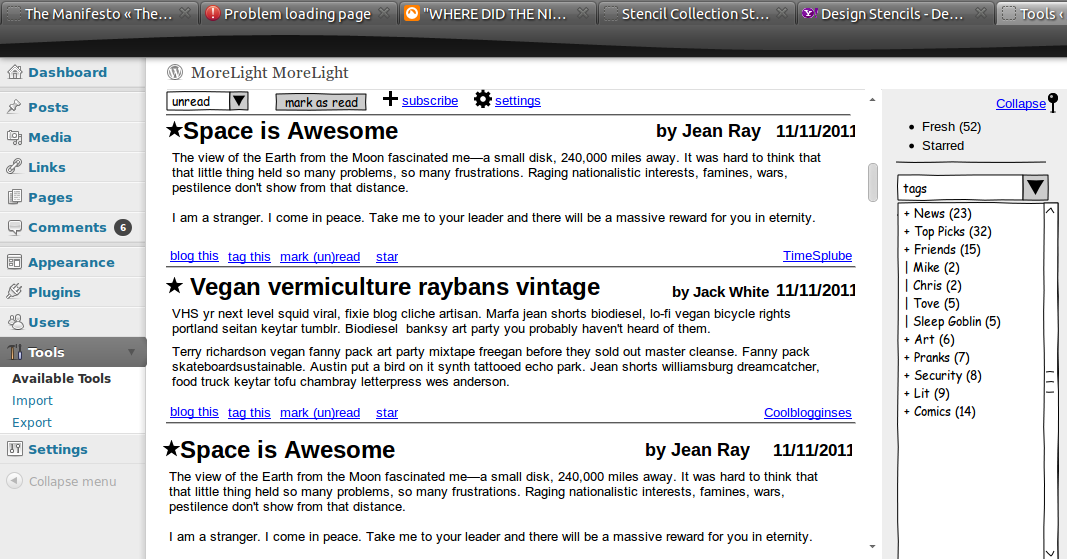 The Manifesto « The...
Problem loading page
"WHERE DID THE NI...
Stencil Collection St...
Design Stencils - De...
Tools ‹
Dashboard
Posts
Media
Links
Pages
Comments 6
Appearance
Plugins
Users
Tools
Available Tools
Import
Export
Settings
Collapse menu
MoreLight MoreLight
unread mark as read + subscribe settings
★Space is Awesome by Jean Ray 11/11/2011
The view of the Earth from the Moon fascinated me—a small disk, 240,000 miles away. It was hard to think that
that little thing held so many problems, so many frustrations. Raging nationalistic interests, famines, wars,
pestilence don't show from that distance.
I am a stranger. I come in peace. Take me to your leader and there will be a massive reward for you in eternity.
blog this tag this mark (un)read star TimeSplube
★ Vegan vermiculture raybans vintage by Jack White 11/11/2011
VHS yr next level squid viral, fixie blog cliche artisan. Marfa jean shorts biodiesel, lo-fi vegan bicycle rights
portland seitan keytar tumblr. Biodiesel  banksy art party you probably haven't heard of them.
Terry richardson vegan fanny pack art party mixtape freegan before they sold out master cleanse. Fanny pack
skateboardsustainable. Austin put a bird on it synth tattooed echo park. Jean shorts williamsburg dreamcatcher,
food truck keytar tofu chambray letterpress wes anderson.
blog this tag this mark (un)read star Coolblogginses
★Space is Awesome by Jean Ray 11/11/2011
The view of the Earth from the Moon fascinated me—a small disk, 240,000 miles away. It was hard to think that
that little thing held so many problems, so many frustrations. Raging nationalistic interests, famines, wars,
pestilence don't show from that distance.
I am a stranger. I come in peace. Take me to your leader and there will be a massive reward for you in eternity.
Collapse
• Fresh (52)
• Starred
tags
+ News (23)
+ Top Picks (32)
+ Friends (15)
| Mike (2)
| Chris (2)
| Tove (5)
| Sleep Goblin (5)
+ Art (6)
+ Pranks (7)
+ Security (8)
+ Lit (9)
+ Comics (14)